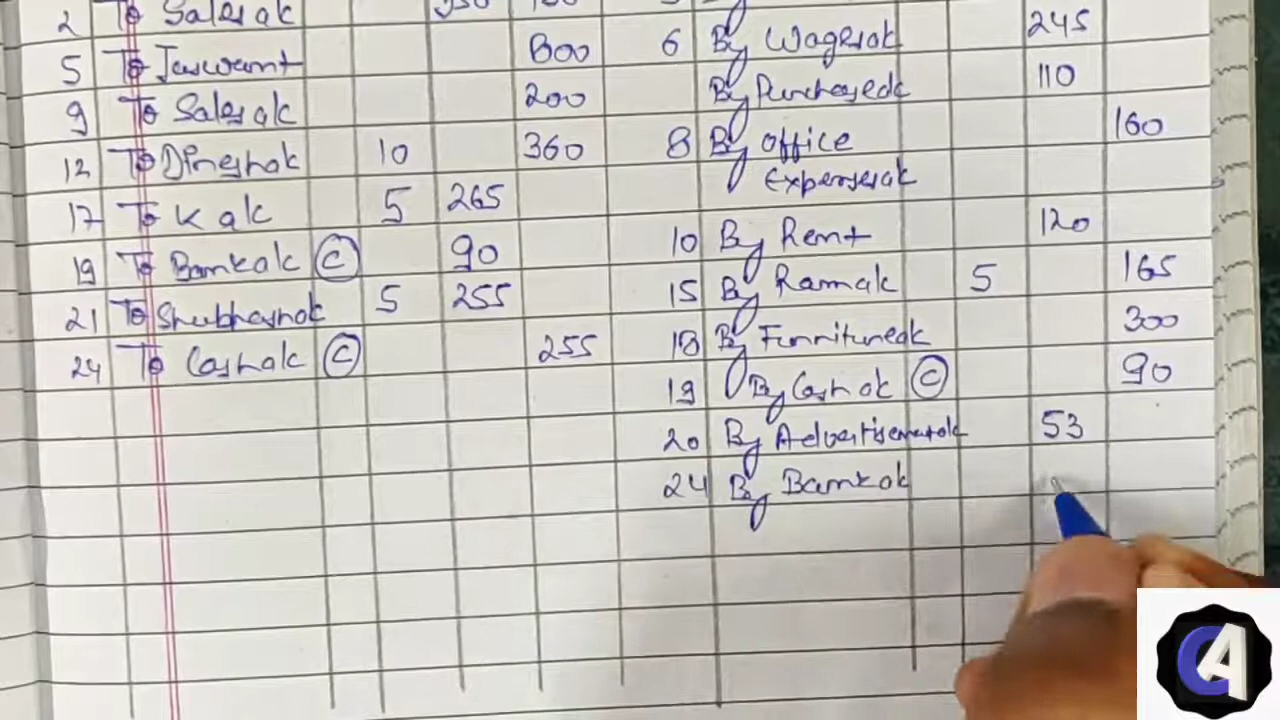 2 To Sales a/c 6 By Wages a/c 245
5 To Jaswant 800 By Purchase a/c 110
9 To Sales a/c 200 8 By office 160
Expenses a/c
12 To Dinesh a/c 10 360 10 By Rent 120
17 To K a/c 5 265 15 By Ram a/c 5 165
19 To Bank a/c C 90 18 By Furniture a/c 300
21 To Shubhash a/c 5 255 19 By Cash a/c C 90
24 To Cash a/c C 255 20 By Advertisement a/c 53
24 By Bank a/c
CA